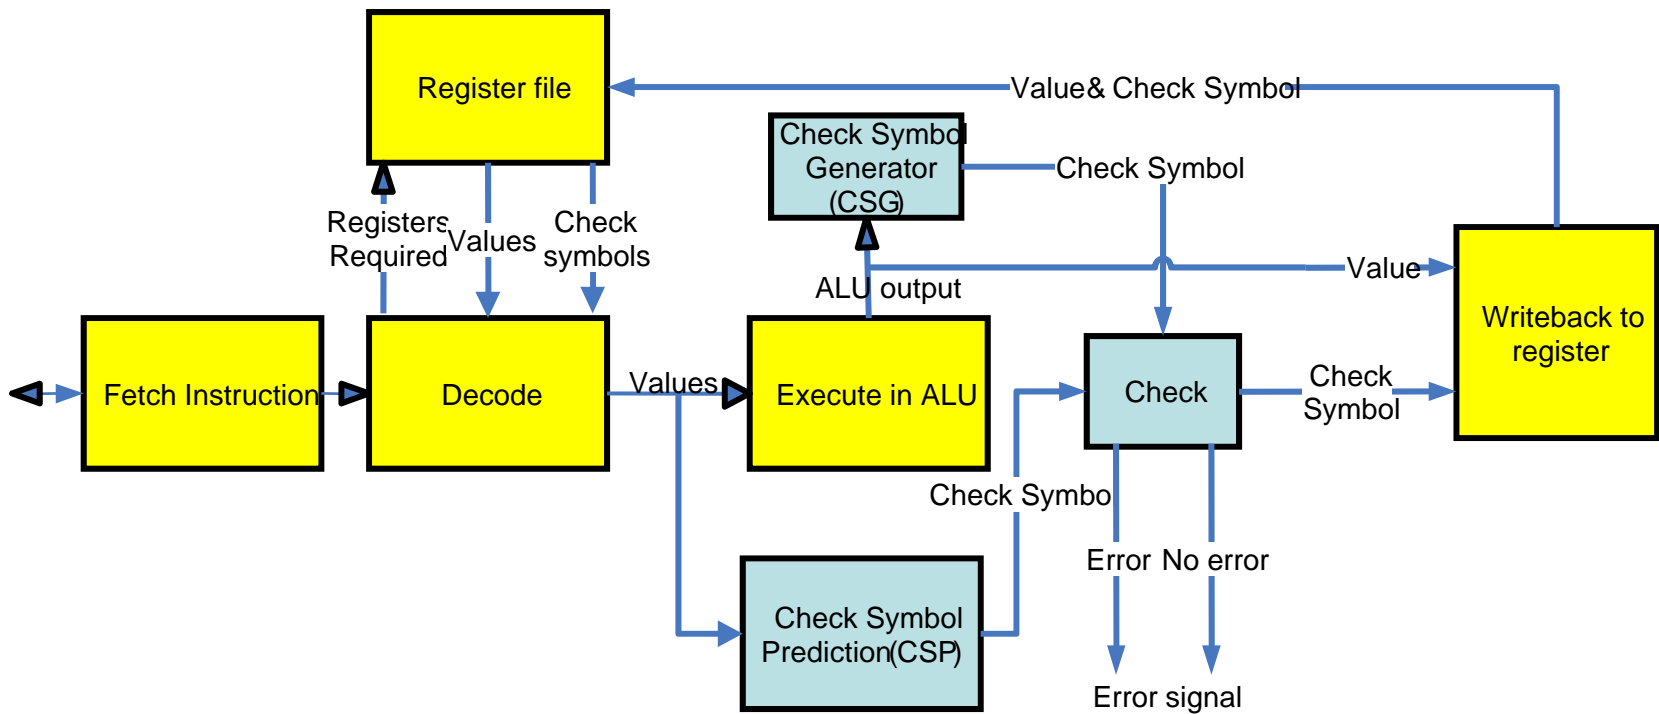 Register file
Value& Check Symbol
Check Symbol
Generator
(CSG)
Check Symbol
Registers
Required
Values
Check
symbols
ALU output
Value
Writeback to
register
Fetch Instruction
Decode
Values
Execute in ALU
Check
Check
Symbol
Check Symbo
Error
No error
Check Symbol
Prediction(CSP)
Error signal